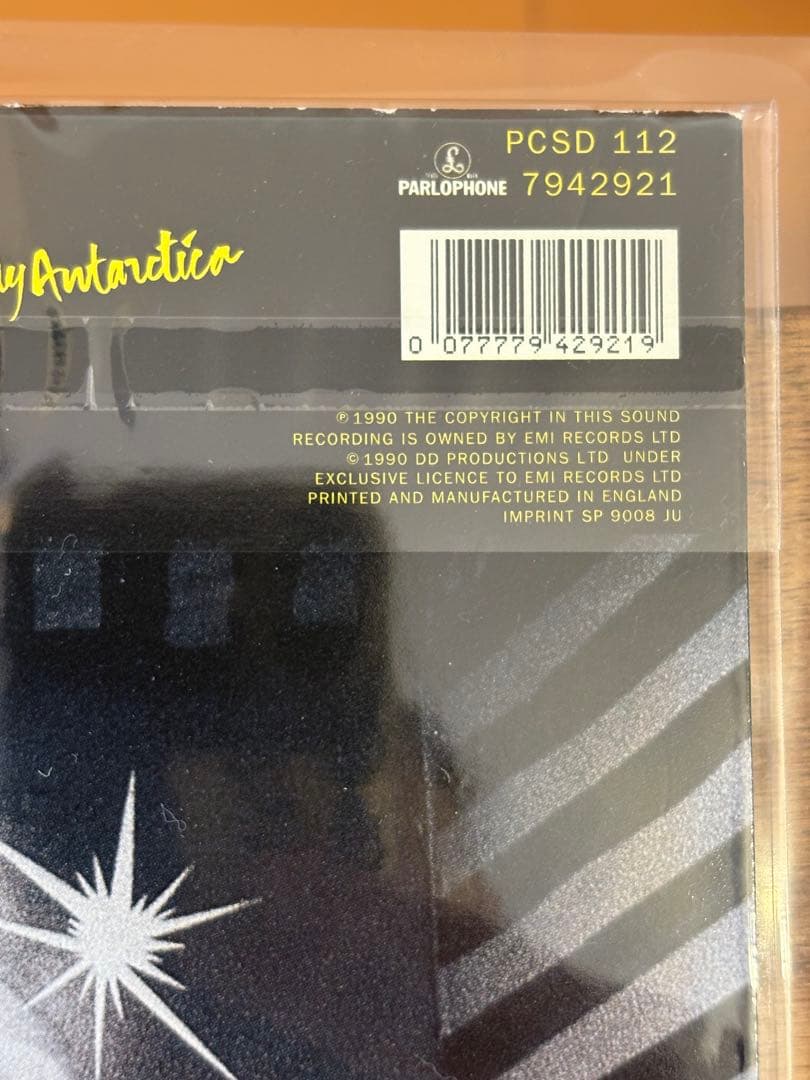 PCSD 112
£
PARLOPHONE 7942921
My Antarctica
0 077779 429219
℗ 1990 THE COPYRIGHT IN THIS SOUND
RECORDING IS OWNED BY EMI RECORDS LTD
© 1990 DD PRODUCTIONS LTD UNDER
EXCLUSIVE LICENCE TO EMI RECORDS LTD
PRINTED AND MANUFACTURED IN ENGLAND
IMPRINT SP 9008 JU